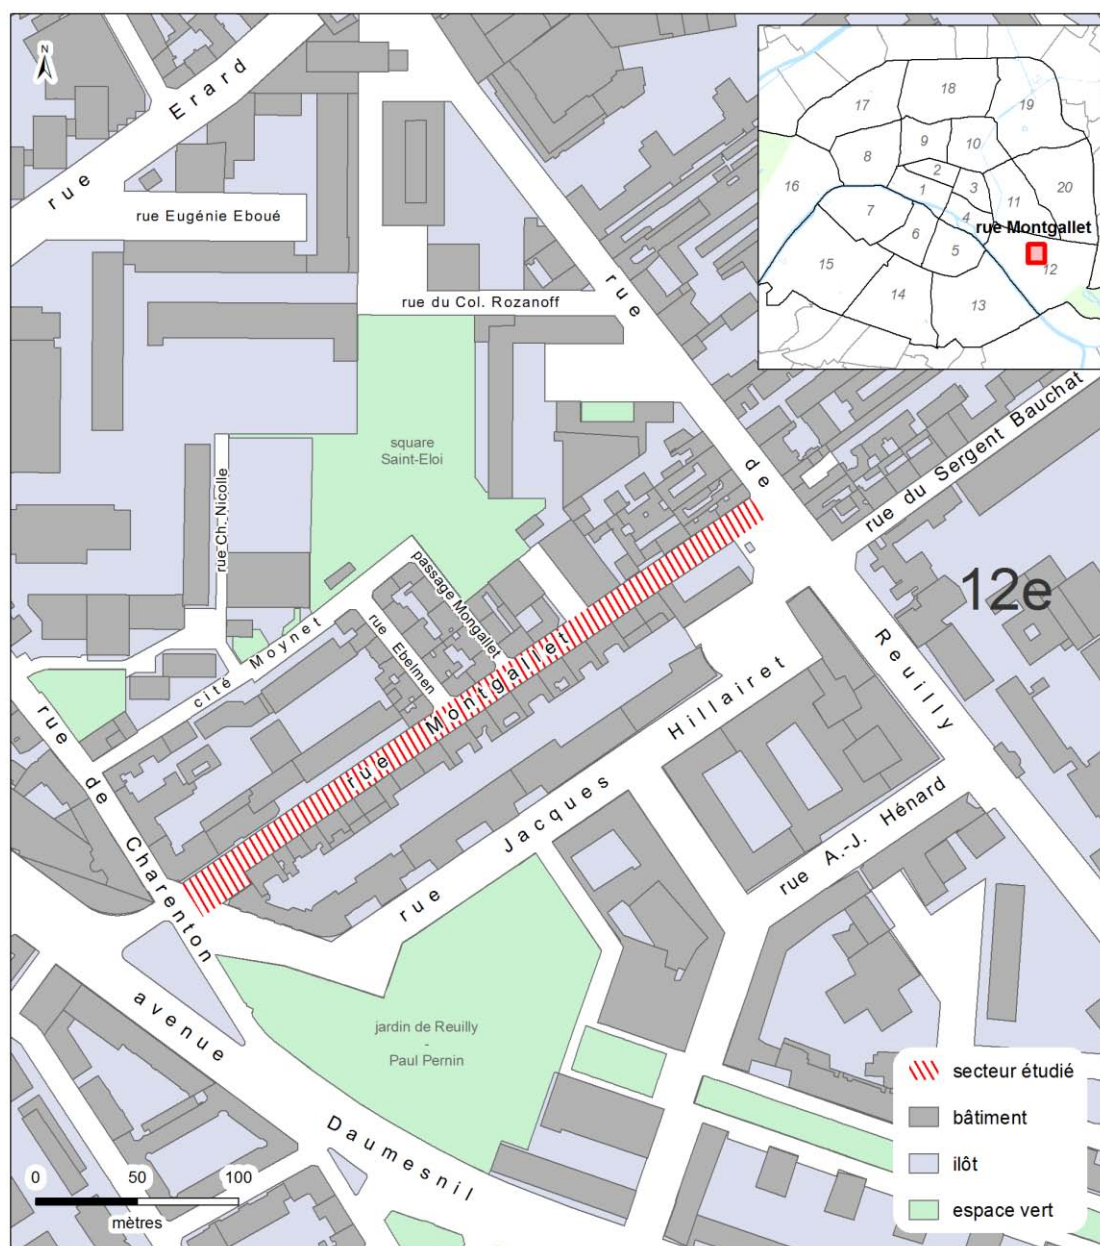 N
rue Erard
rue Eugénie Eboué
rue du Col. Rozanoff
rue de Reuilly
17
18
19
8
9
10
2
16
1
3
11
20
7
4
rue Montgallet
6
5
12
15
14
13
rue du Sergent Bauchat
square
Saint-Eloi
rue Ch. Nicolle
passage Mongallet
12e
rue Ebelmen
cité Moynet
rue Montgallet
rue de Charenton
rue Jacques Hillairet
rue A.-J. Hénard
avenue Daumesnil
jardin de Reuilly
-
Paul Pernin
secteur étudié
bâtiment
ilôt
espace vert
0 50 100
mètres